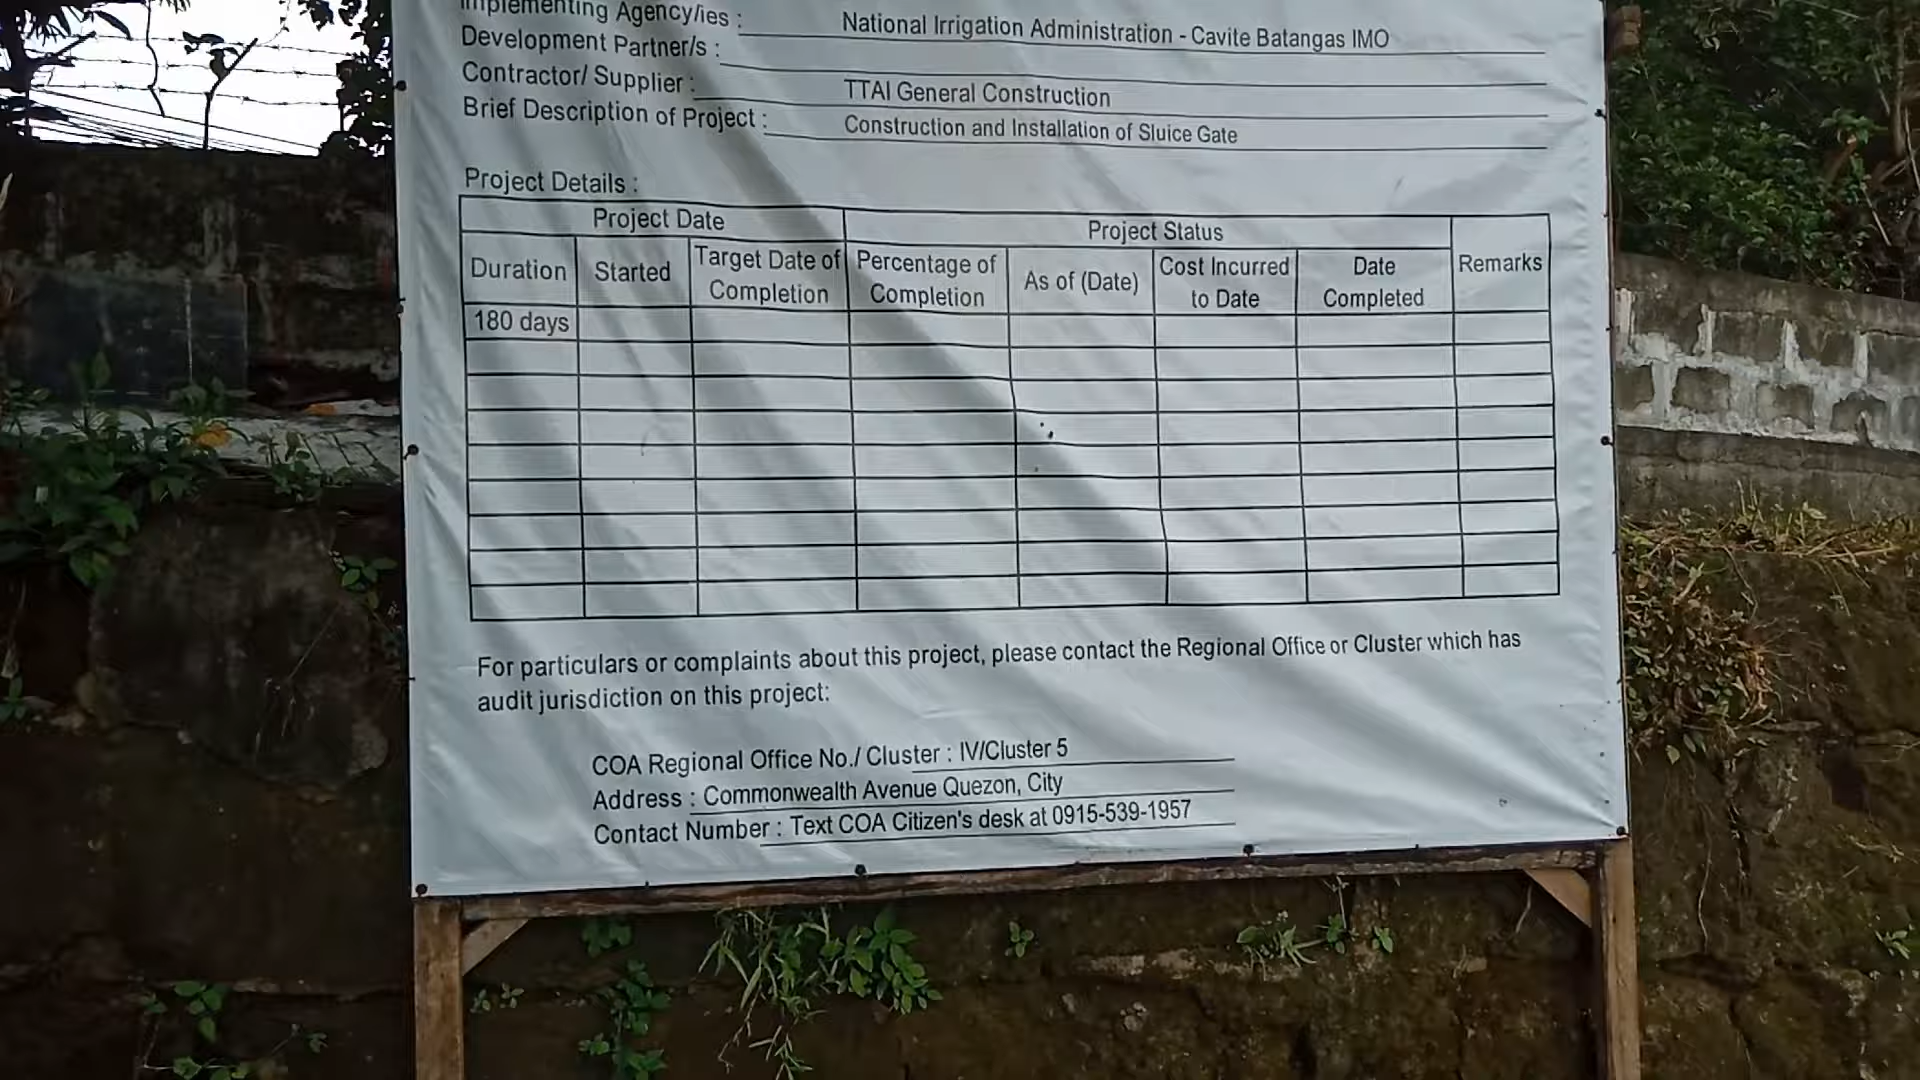 Implementing Agency/ies : National Irrigation Administration - Cavite Batangas IMO
Development Partner/s :
Contractor/ Supplier : TTAI General Construction
Brief Description of Project : Construction and Installation of Sluice Gate
Project Details :
Project Date Project Status Remarks
Duration Started Target Date of Completion Percentage of Completion As of (Date) Cost Incurred to Date Date Completed
180 days
For particulars or complaints about this project, please contact the Regional Office or Cluster which has
audit jurisdiction on this project:
COA Regional Office No./ Cluster : IV/Cluster 5
Address : Commonwealth Avenue Quezon, City
Contact Number : Text COA Citizen's desk at 0915-539-1957